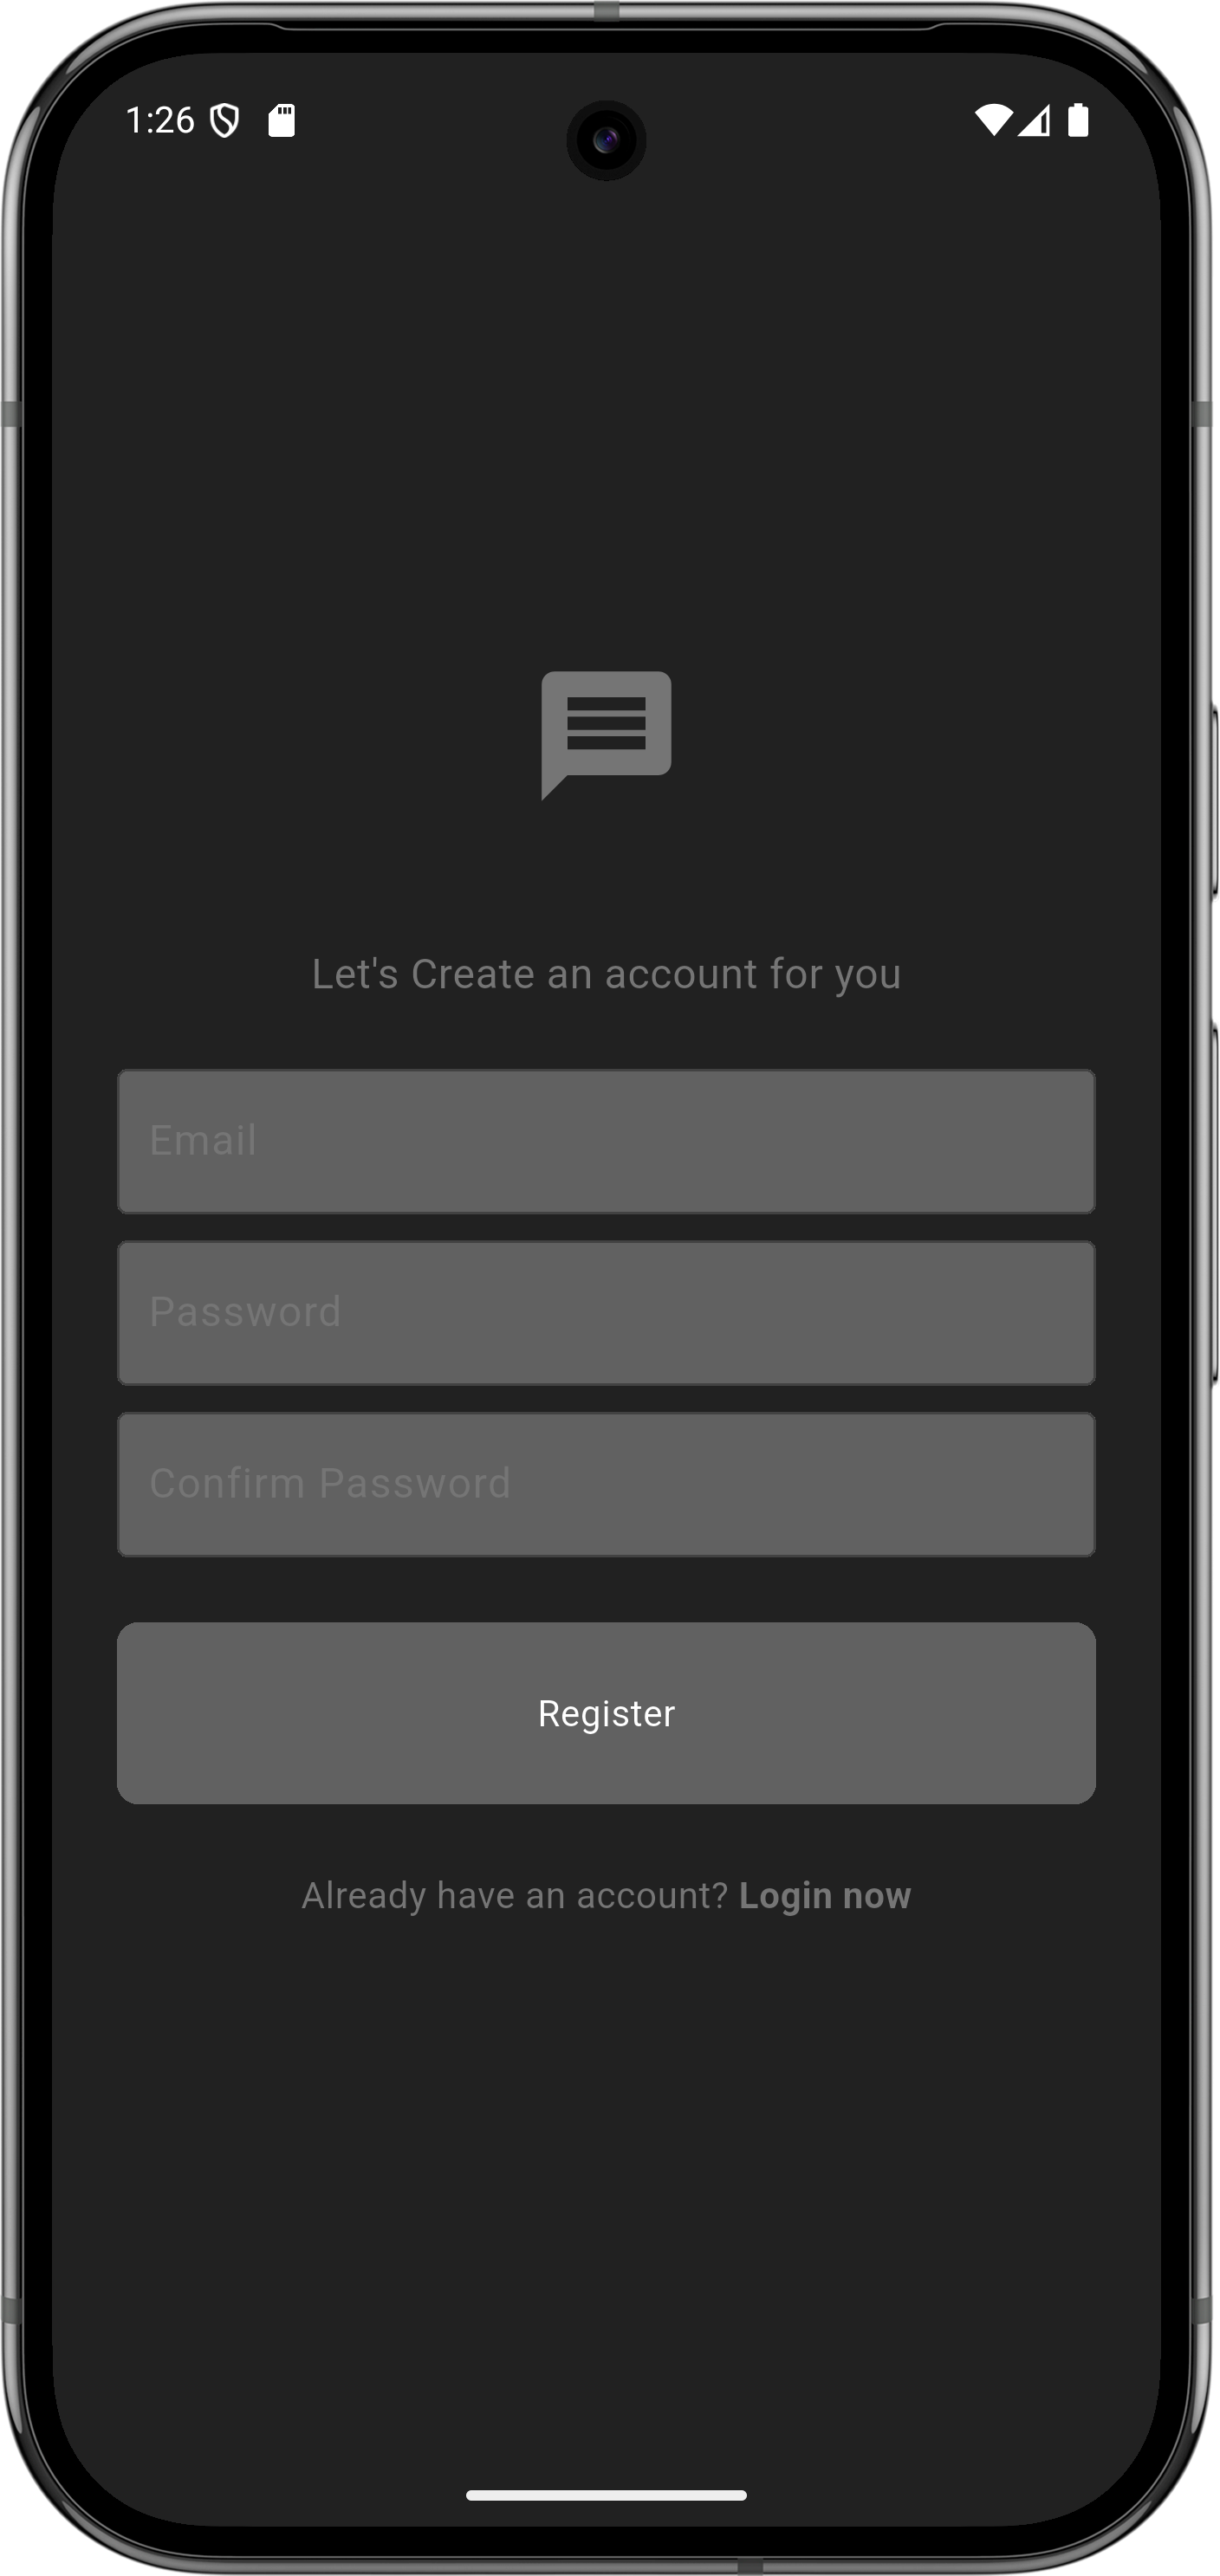 1:26
Let's Create an account for you
Email
Password
Confirm Password
Register
Already have an account? Login now